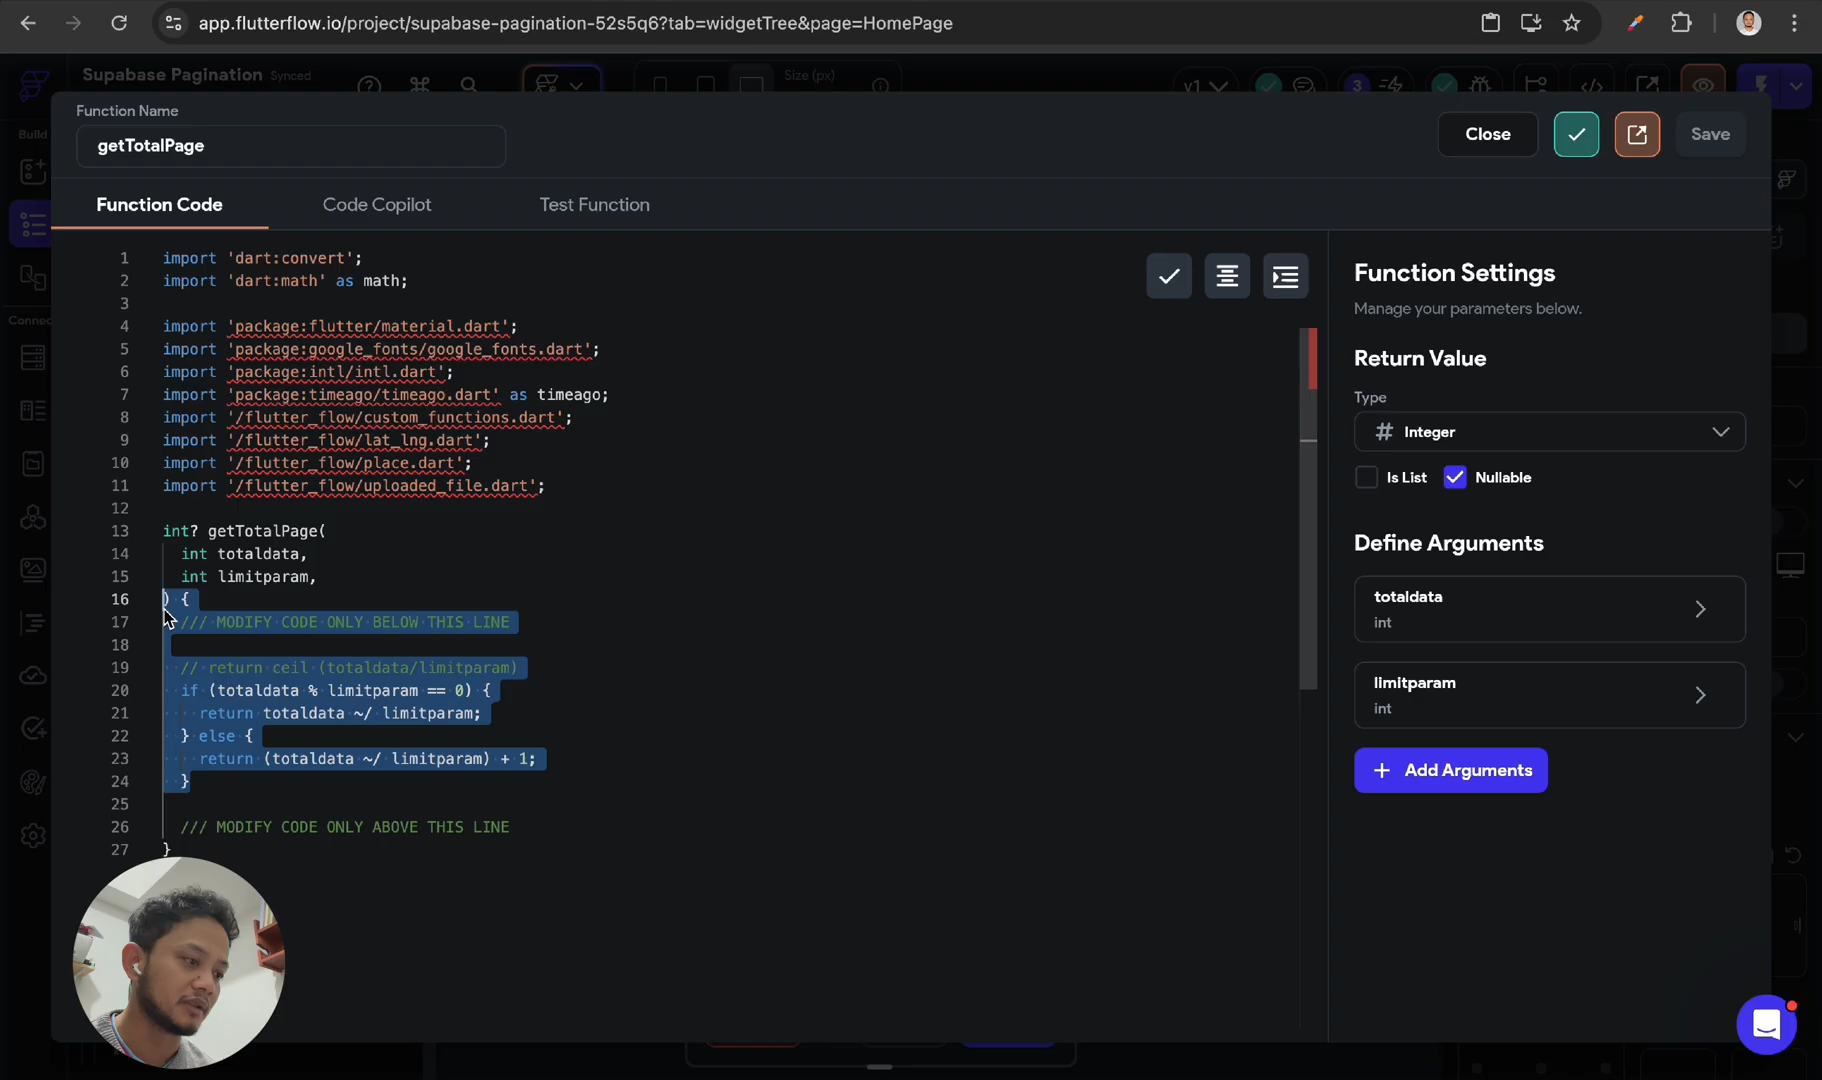 app.flutterflow.io/project/supabase-pagination-52s5q6?tab=widgetTree&page=HomePage
Supabase Pagination Synced
Size (px)
v1
3
Build
Function Name
getTotalPage
Close
Save
Function Code
Code Copilot
Test Function
1 import 'dart:convert';
2 import 'dart:math' as math;
3
4 import 'package:flutter/material.dart';
5 import 'package:google_fonts/google_fonts.dart';
6 import 'package:intl/intl.dart';
7 import 'package:timeago/timeago.dart' as timeago;
8 import '/flutter_flow/custom_functions.dart';
9 import '/flutter_flow/lat_lng.dart';
10 import '/flutter_flow/place.dart';
11 import '/flutter_flow/uploaded_file.dart';
12
13 int? getTotalPage(
14 int totaldata,
15 int limitparam,
16 ) {
17 /// MODIFY CODE ONLY BELOW THIS LINE
18
19 // return ceil (totaldata/limitparam)
20 if (totaldata % limitparam == 0) {
21 return totaldata ~/ limitparam;
22 } else {
23 return (totaldata ~/ limitparam) + 1;
24 }
25
26 /// MODIFY CODE ONLY ABOVE THIS LINE
27 }
Function Settings
Manage your parameters below.
Return Value
Type
# Integer
Is List
Nullable
Define Arguments
totaldata
int
limitparam
int
+ Add Arguments